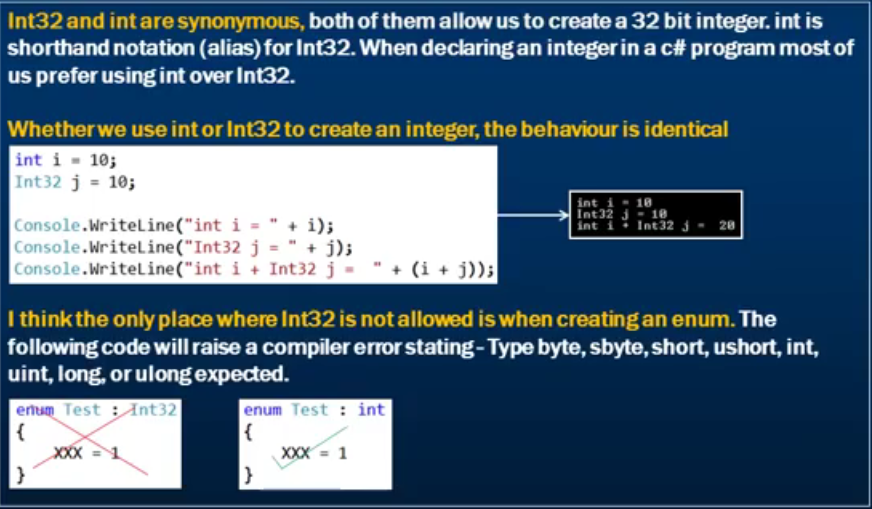 Int32 and int are synonymous, both of them allow us to create a 32 bit integer. int is
shorthand notation (alias) for Int32. When declaring an integer in a c# program most of
us prefer using int over Int32.
Whether we use int or Int32 to create an integer, the behaviour is identical
int i = 10;
Int32 j = 10;
Console.WriteLine("int i = " + i);
Console.WriteLine("Int32 j = " + j);
Console.WriteLine("int i + Int32 j =  " + (i + j));
int i = 10
Int32 j = 10
int i + Int32 j =  20
I think the only place where Int32 is not allowed is when creating an enum. The
following code will raise a compiler error stating - Type byte, sbyte, short, ushort, int,
uint, long, or ulong expected.
enum Test : Int32
{
XXX = 1
}
enum Test : int
{
XXX = 1
}